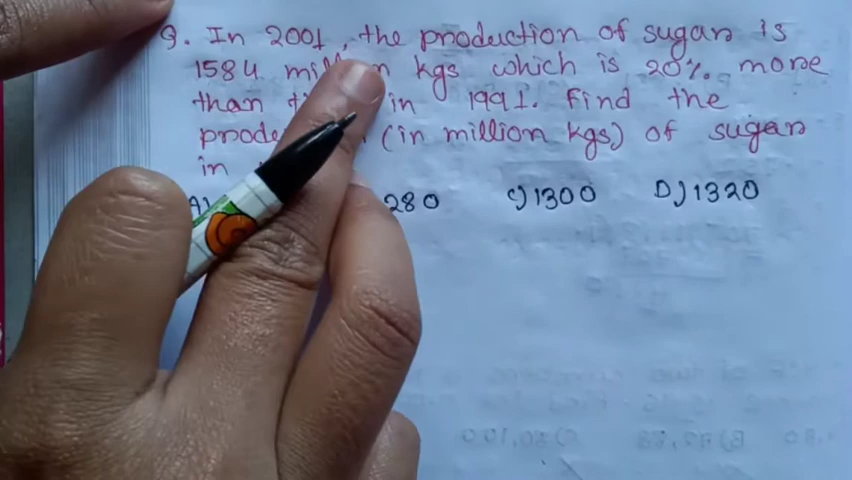 Q. In 2001, the production of sugar is
1584 million kgs which is 20% more
than in 1991. Find the
(in million kgs) of sugar
in
A) 280 C) 1300 D) 1320